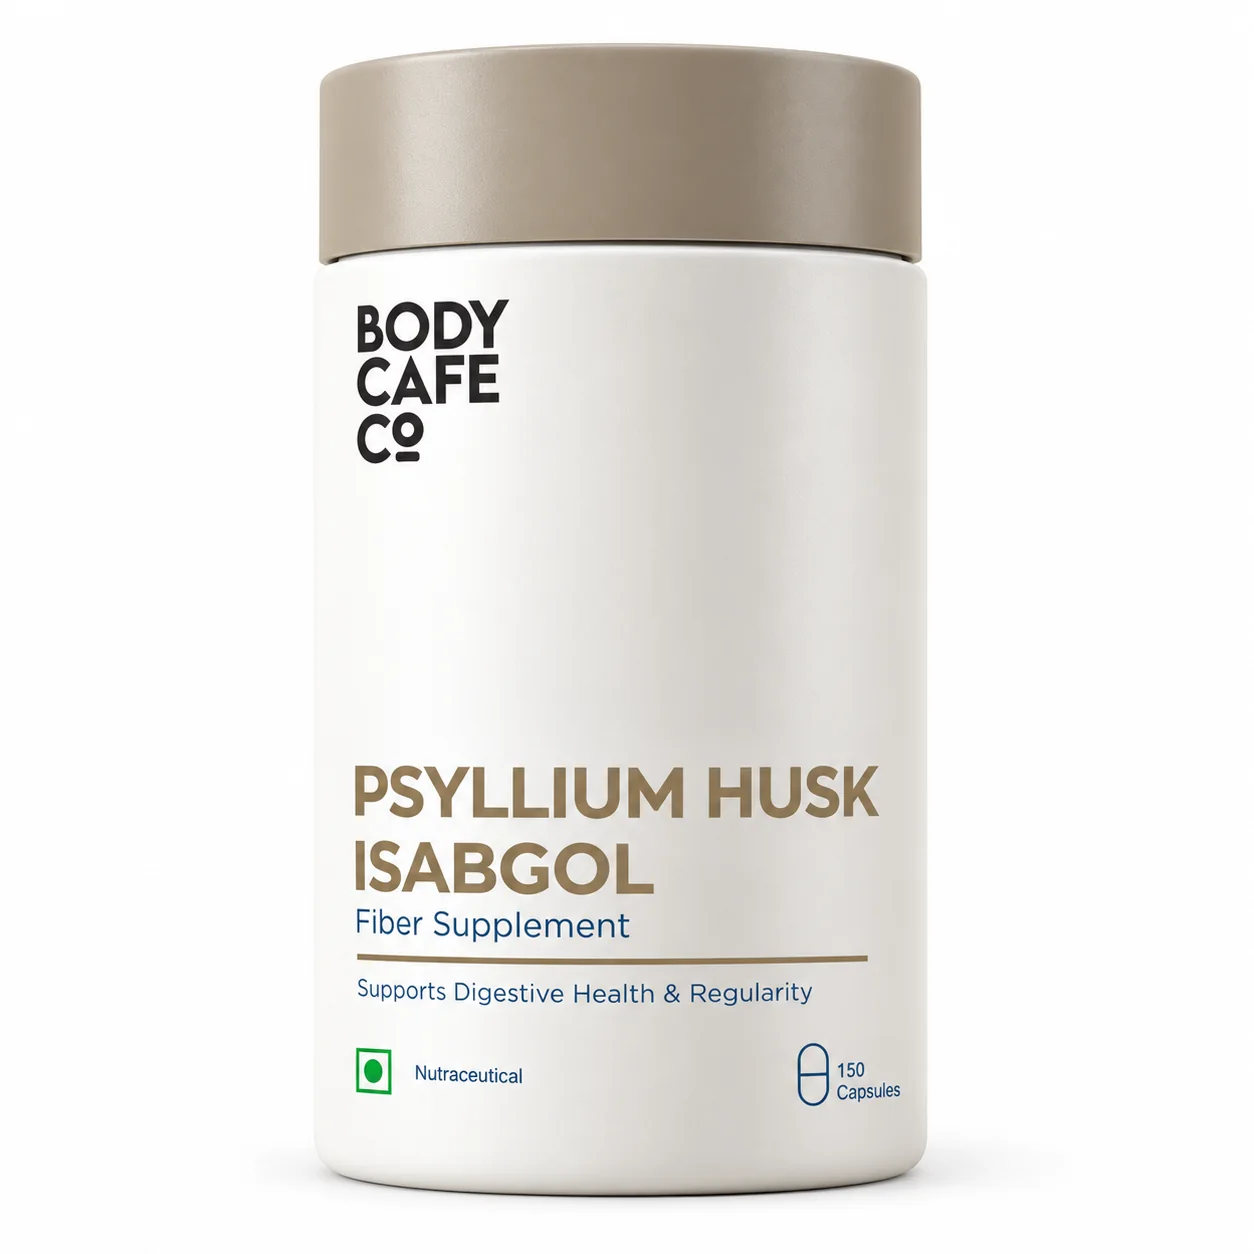 BODY
CAFE
Co
PSYLLIUM HUSK
ISABGOL
Fiber Supplement
Supports Digestive Health & Regularity
Nutraceutical
150
Capsules